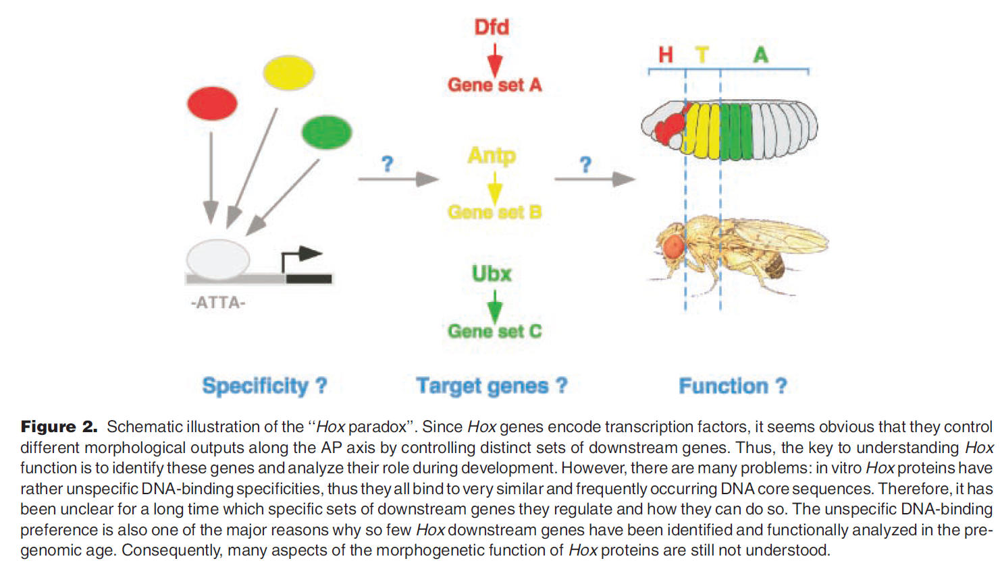 Dfd
Gene set A
H T A
?
Antp
Gene set B
?
Ubx
Gene set C
-ATTA-
Specificity ?
Target genes ?
Function ?
Figure 2. Schematic illustration of the “Hox paradox”. Since Hox genes encode transcription factors, it seems obvious that they control
different morphological outputs along the AP axis by controlling distinct sets of downstream genes. Thus, the key to understanding Hox
function is to identify these genes and analyze their role during development. However, there are many problems: in vitro Hox proteins have
rather unspecific DNA-binding specificities, thus they all bind to very similar and frequently occurring DNA core sequences. Therefore, it has
been unclear for a long time which specific sets of downstream genes they regulate and how they can do so. The unspecific DNA-binding
preference is also one of the major reasons why so few Hox downstream genes have been identified and functionally analyzed in the pre-
genomic age. Consequently, many aspects of the morphogenetic function of Hox proteins are still not understood.